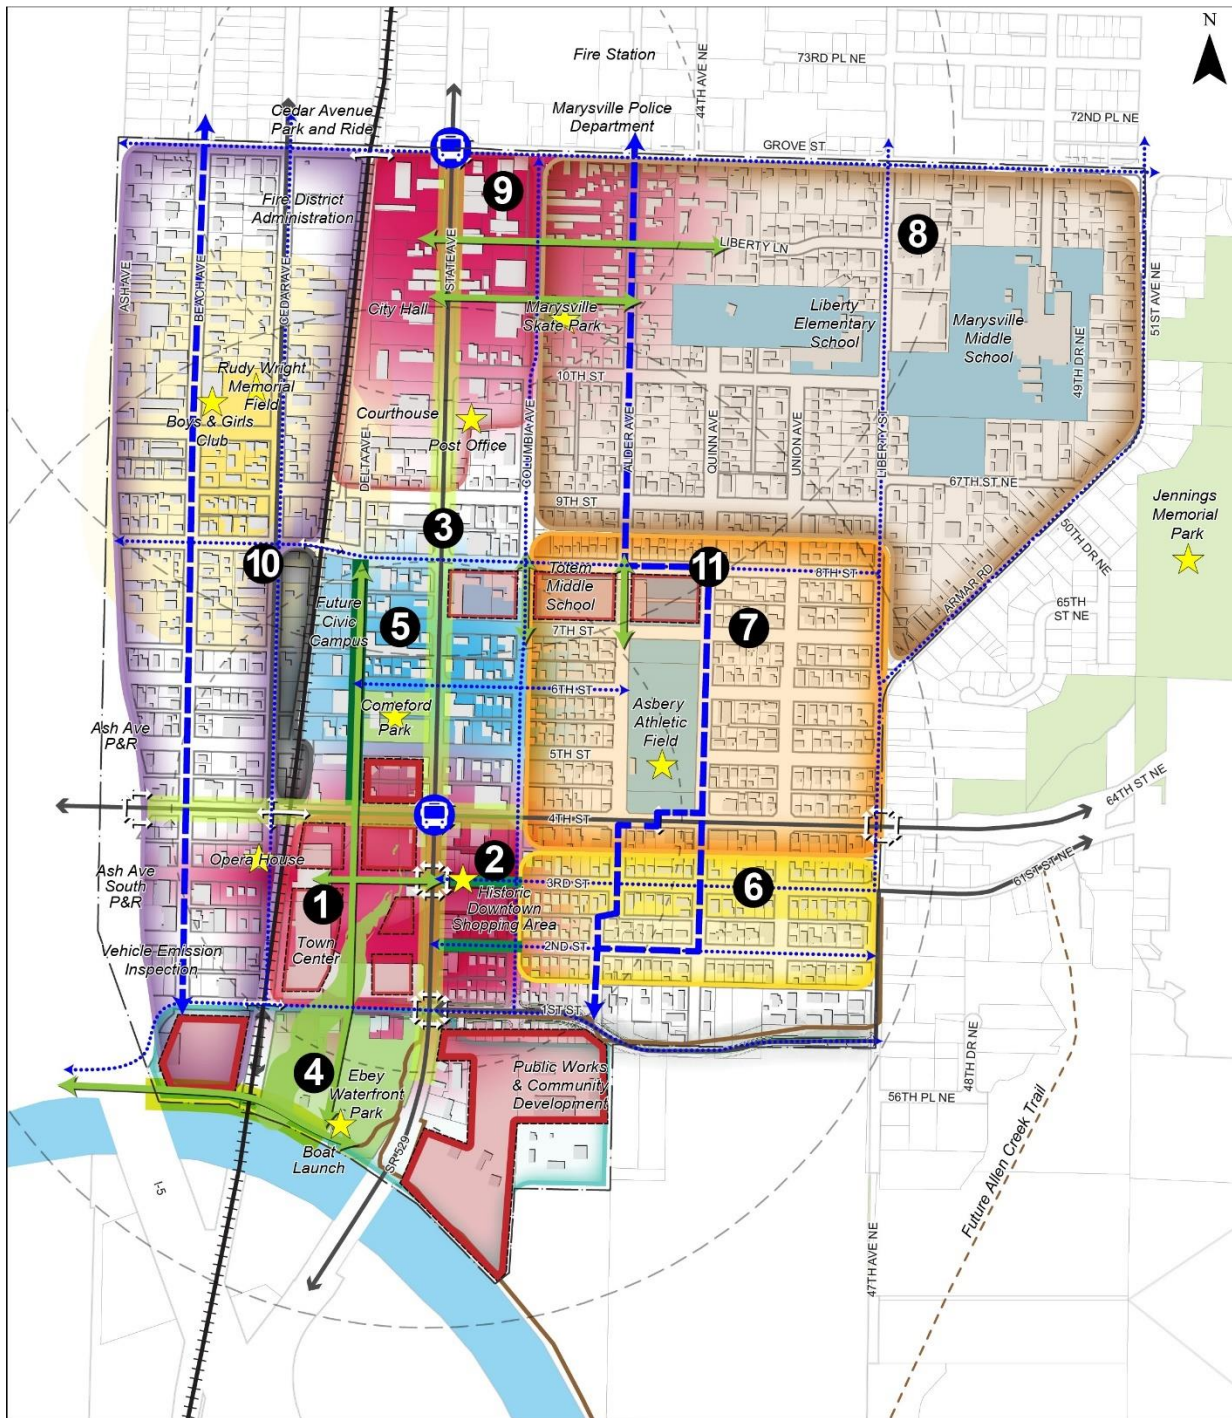 N
Fire Station
44TH AVE NE
73RD PL NE
72ND PL NE
Cedar Avenue
Park and Ride
Marysville Police
Department
GROVE ST
9
Fire District
Administration
8
LIBERTY LN
STATE AVE
ASH AVE
BEACH AVE
CEDAR AVE
City Hall
Marysville
Skate Park
Liberty
Elementary
School
Marysville
Middle
School
49TH DR NE
51ST AVE NE
10TH ST
Rudy Wright
Memorial
Field
Boys & Girls
Club
Courthouse
Post Office
DELTA AVE
COLUMBIA AVE
ALDER AVE
QUINN AVE
UNION AVE
LIBERTY ST
67TH ST NE
9TH ST
Jennings
Memorial
Park
50TH DR NE
3
10
11
Totem
Middle
School
8TH ST
ARMAR RD
65TH
ST NE
Future
Civic
Campus
5
7TH ST
7
6TH ST
Comeford
Park
Asbery
Athletic
Field
Ash Ave
P&R
5TH ST
4TH ST
64TH ST NE
Opera House
2
Ash Ave
South
P&R
3RD ST
6
61ST ST NE
Historic
Downtown
Shopping Area
1
Town
Center
2ND ST
Vehicle Emission
Inspection
1ST ST
4
Ebey
Waterfront
Park
Public Works
& Community
Development
48TH DR NE
56TH PL NE
Boat
Launch
SR 529
I-5
Future Allen Creek Trail
47TH AVE NE